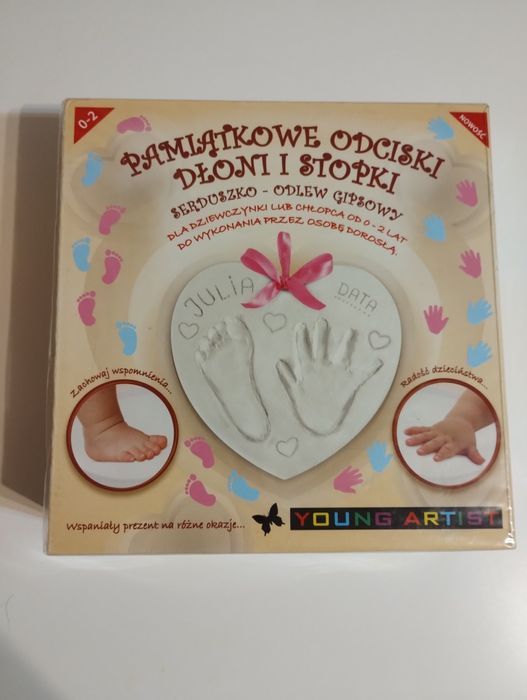 0-2
NOWOŚĆ
PAMIĄTKOWE ODCISKI
DŁONI I STOPKI
SERDUSZKO - ODLEW GIPSOWY
DLA DZIEWCZYNKI LUB CHŁOPCA OD 0-2 LAT
DO WYKONANIA PRZEZ OSOBĘ DOROSŁĄ.
JULIA
DATA
Zachowaj wspomnienia...
Radość dzieciństwa...
Wspaniały prezent na różne okazje...
YOUNG ARTIST